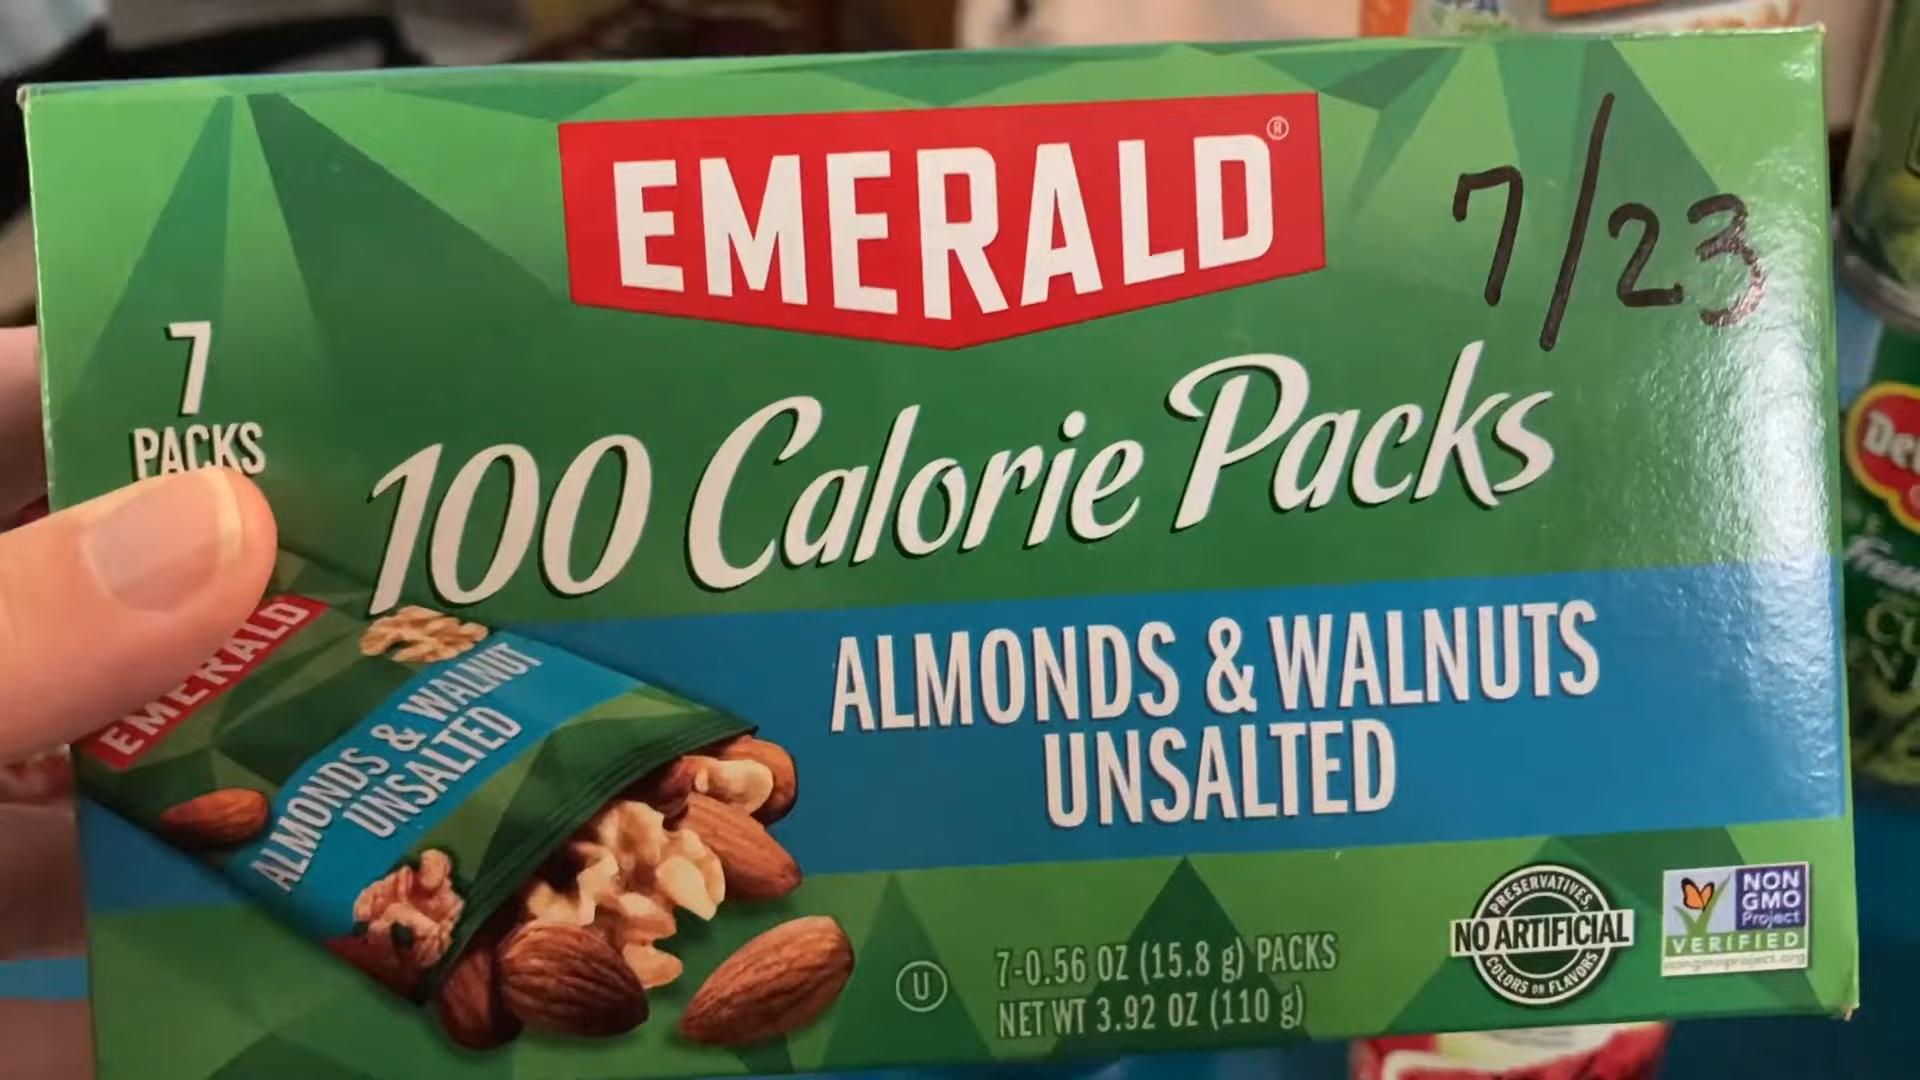 EMERALD®
7/23
7
PACKS
100 Calorie Packs
ALMONDS & WALNUTS
UNSALTED
EMERALD
ALMONDS & WALNUT
UNSALTED
U
7-0.56 OZ (15.8 g) PACKS
NET WT 3.92 OZ (110 g)
PRESERVATIVES,
NO ARTIFICIAL
COLORS OR FLAVORS
NON
GMO
Project
VERIFIED
nongmoproject.org